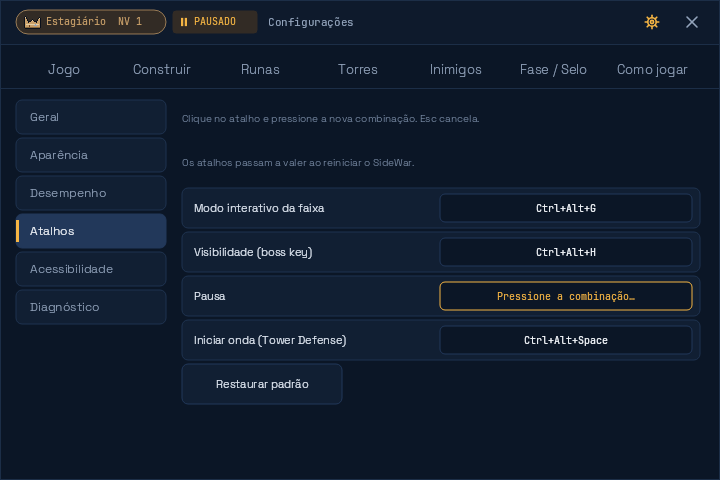 Estagiário NV 1 PAUSADO Configurações
Jogo Construir Runas Torres Inimigos Fase / Selo Como jogar
Geral
Aparência
Desempenho
Atalhos
Acessibilidade
Diagnóstico
Clique no atalho e pressione a nova combinação. Esc cancela.
Os atalhos passam a valer ao reiniciar o SideWar.
Modo interativo da faixa Ctrl+Alt+G
Visibilidade (boss key) Ctrl+Alt+H
Pausa Pressione a combinação…
Iniciar onda (Tower Defense) Ctrl+Alt+Space
Restaurar padrão